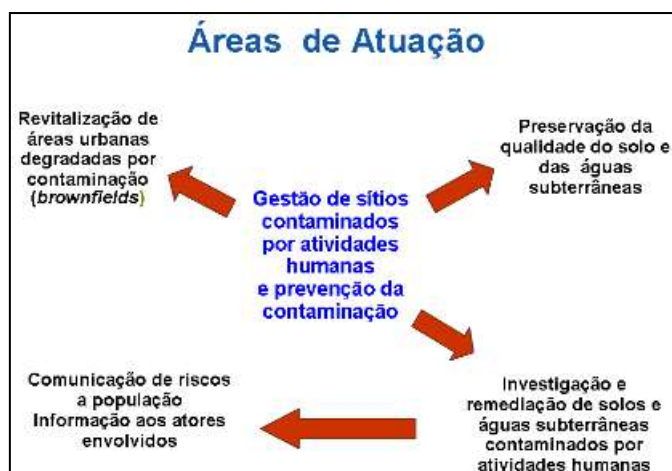 Áreas de Atuação
Revitalização de
áreas urbanas
degradadas por
contaminação
(brownfields)
Preservação da
qualidade do solo e
das águas
subterrâneas
Gestão de sítios
contaminados
por atividades
humanas
e prevenção da
contaminação
Comunicação de riscos
a população
Informação aos atores
envolvidos
Investigação e
remediação de solos e
águas subterrâneas
contaminados por
atividades humanas